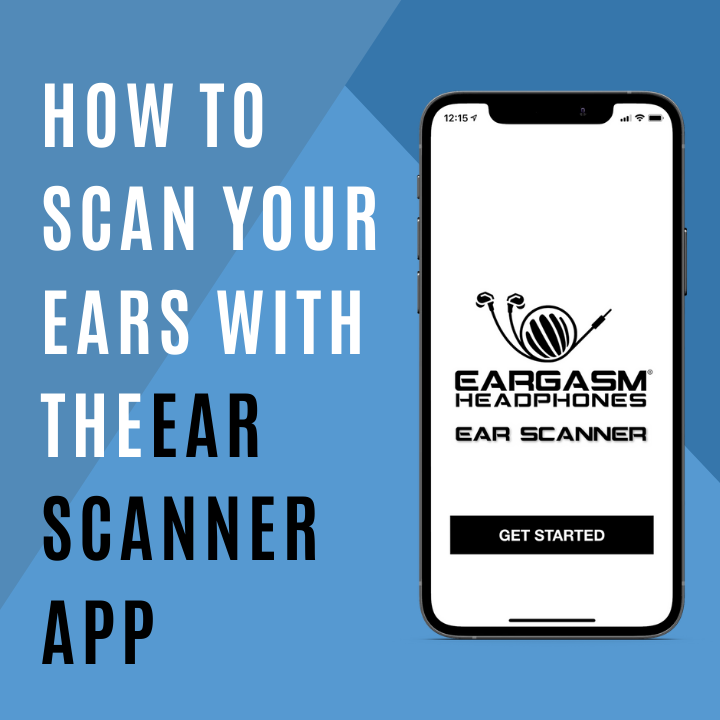 HOW TO
SCAN YOUR
EARS WITH
THEEAR
SCANNER
APP
12:15
EARGASM®
HEADPHONES
EAR SCANNER
GET STARTED